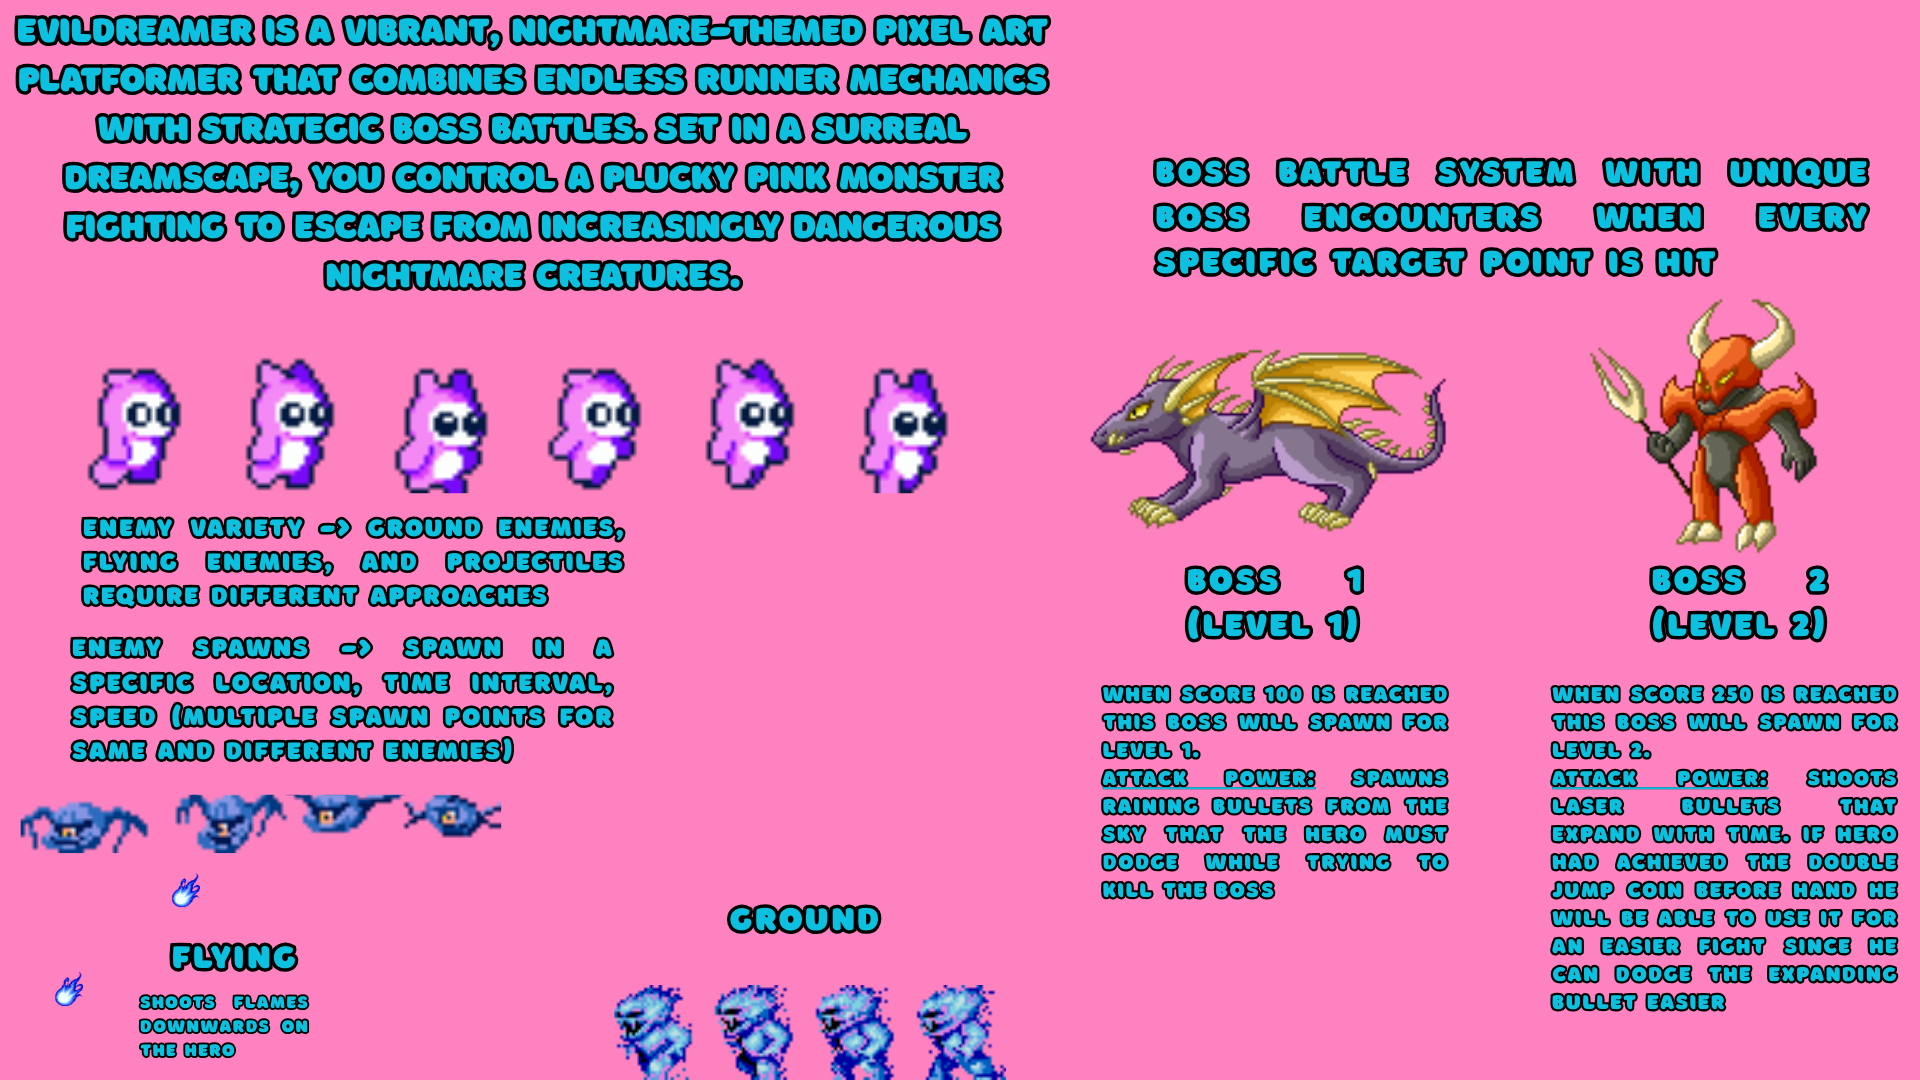 EVILDREAMER IS A VIBRANT, NIGHTMARE-THEMED PIXEL ART
PLATFORMER THAT COMBINES ENDLESS RUNNER MECHANICS
WITH STRATEGIC BOSS BATTLES. SET IN A SURREAL
DREAMSCAPE, YOU CONTROL A PLUCKY PINK MONSTER
FIGHTING TO ESCAPE FROM INCREASINGLY DANGEROUS
NIGHTMARE CREATURES.
ENEMY VARIETY -> GROUND ENEMIES,
FLYING ENEMIES, AND PROJECTILES
REQUIRE DIFFERENT APPROACHES
ENEMY SPAWNS -> SPAWN IN A
SPECIFIC LOCATION, TIME INTERVAL,
SPEED (MULTIPLE SPAWN POINTS FOR
SAME AND DIFFERENT ENEMIES)
FLYING
SHOOTS FLAMES
DOWNWARDS ON
THE HERO
GROUND
BOSS BATTLE SYSTEM WITH UNIQUE
BOSS ENCOUNTERS WHEN EVERY
SPECIFIC TARGET POINT IS HIT
BOSS 1
(LEVEL 1)
WHEN SCORE 100 IS REACHED
THIS BOSS WILL SPAWN FOR
LEVEL 1.
ATTACK POWER: SPAWNS
RAINING BULLETS FROM THE
SKY THAT THE HERO MUST
DODGE WHILE TRYING TO
KILL THE BOSS
BOSS 2
(LEVEL 2)
WHEN SCORE 250 IS REACHED
THIS BOSS WILL SPAWN FOR
LEVEL 2.
ATTACK POWER: SHOOTS
LASER BULLETS THAT
EXPAND WITH TIME. IF HERO
HAD ACHIEVED THE DOUBLE
JUMP COIN BEFORE HAND HE
WILL BE ABLE TO USE IT FOR
AN EASIER FIGHT SINCE HE
CAN DODGE THE EXPANDING
BULLET EASIER